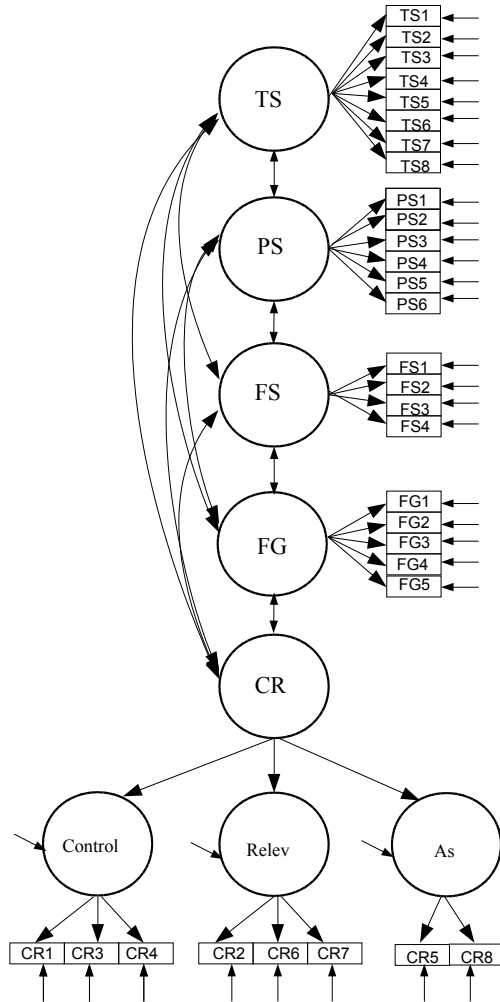 TS1
TS2
TS3
TS4
TS5
TS6
TS7
TS8
TS
PS1
PS2
PS3
PS4
PS5
PS6
PS
FS1
FS2
FS3
FS4
FS
FG1
FG2
FG3
FG4
FG5
FG
CR
Control
Relev
As
CR1 CR3 CR4
CR2 CR6 CR7
CR5 CR8